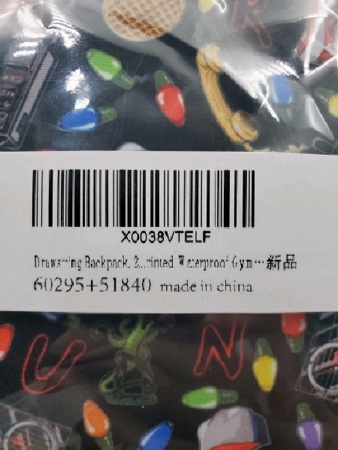 X0038VTELF
Drawstring Backpack, Printed Waterproof Gym…新品
60295+51840 made in china
U N